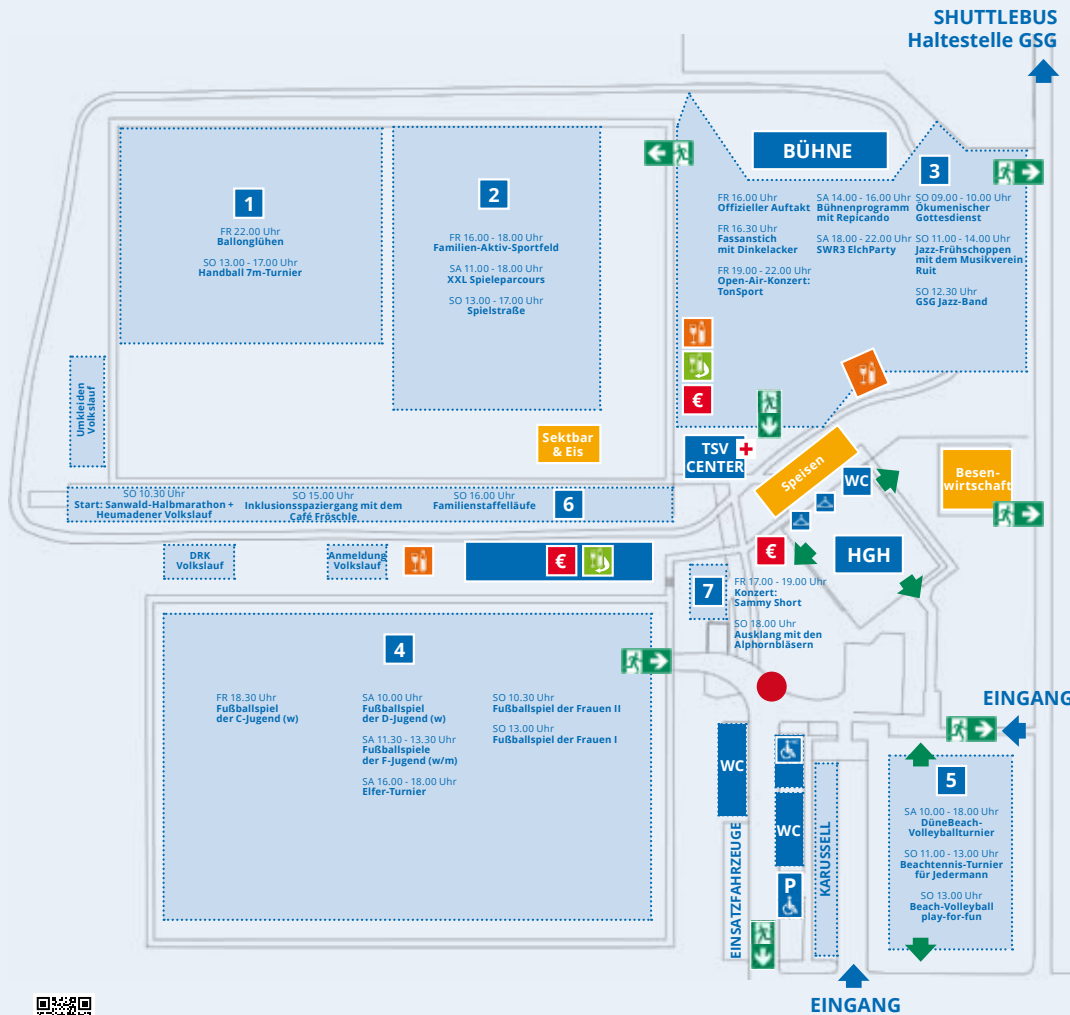 SHUTTLEBUS
Haltestelle GSG
BÜHNE
1
FR 22.00 Uhr
Ballonglühen
SO 13.00 - 17.00 Uhr
Handball 7m-Turnier
2
FR 16.00 - 18.00 Uhr
Familien-Aktiv-Sportfeld
SA 11.00 - 18.00 Uhr
XXL Spieleparcours
SO 13.00 - 17.00 Uhr
Spielstraße
3
FR 16.00 Uhr
Offizieller Auftakt
FR 16.30 Uhr
Fassanstich
mit Dinkelacker
FR 19.00 - 22.00 Uhr
Open-Air-Konzert:
TonSport
SA 14.00 - 16.00 Uhr
Bühnenprogramm
mit Repicando
SA 18.00 - 22.00 Uhr
SWR3 ElchParty
SO 09.00 - 10.00 Uhr
Ökumenischer
Gottesdienst
SO 11.00 - 14.00 Uhr
Jazz-Frühschoppen
mit dem Musikverein
Ruit
SO 12.30 Uhr
GSG Jazz-Band
€
Umkleiden
Volkslauf
Sektbar
& Eis
TSV
CENTER
Speisen
WC
Besen-
wirtschaft
SO 10.30 Uhr
Start: Sanwald-Halbmarathon +
Heumadener Volkslauf
SO 15.00 Uhr
Inklusionsspaziergang mit dem
Café Fröschle
SO 16.00 Uhr
Familienstaffelläufe
6
DRK
Volkslauf
Anmeldung
Volkslauf
€
€
HGH
7
FR 17.00 - 19.00 Uhr
Konzert:
Sammy Short
SO 18.00 Uhr
Ausklang mit den
Alphornbläsern
4
FR 18.30 Uhr
Fußballspiel
der C-Jugend (w)
SA 10.00 Uhr
Fußballspiel
der D-Jugend (w)
SA 11.30 - 13.30 Uhr
Fußballspiele
der F-Jugend (w/m)
SA 16.00 - 18.00 Uhr
Elfer-Turnier
SO 10.30 Uhr
Fußballspiel der Frauen II
SO 13.00 Uhr
Fußballspiel der Frauen I
EINGANG
WC
WC
P
EINSATZFAHRZEUGE
KARUSSELL
5
SA 10.00 - 18.00 Uhr
DüneBeach-
Volleyballturnier
SO 11.00 - 13.00 Uhr
Beachtennis-Turnier
für Jedermann
SO 13.00 Uhr
Beach-Volleyball
play-for-fun
EINGANG